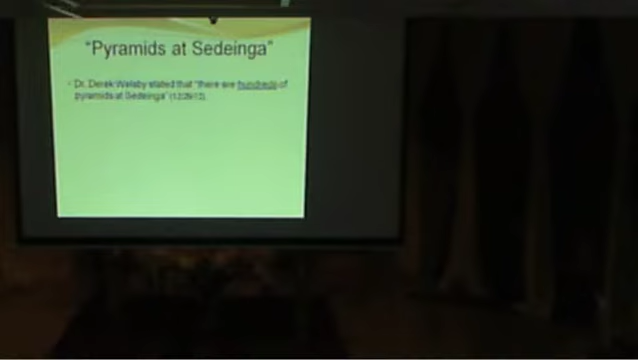 "Pyramids at Sedeinga"
- Dr. Derek Welsby stated that "there are hundreds of
pyramids at Sedeinga"